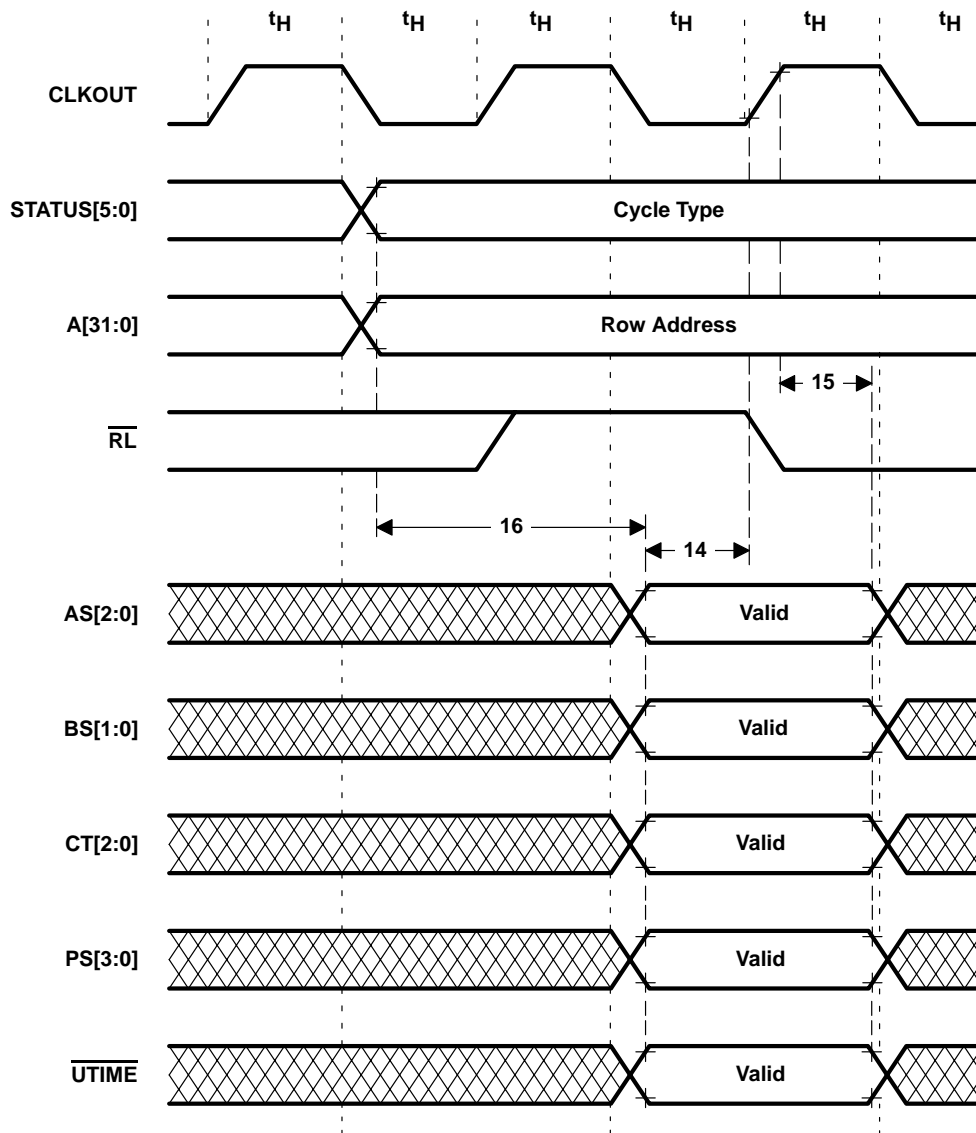 tH tH tH tH tH tH
CLKOUT
STATUS[5:0] Cycle Type
A[31:0] Row Address
15
RL
16
14
AS[2:0] Valid
BS[1:0] Valid
CT[2:0] Valid
PS[3:0] Valid
UTIME Valid